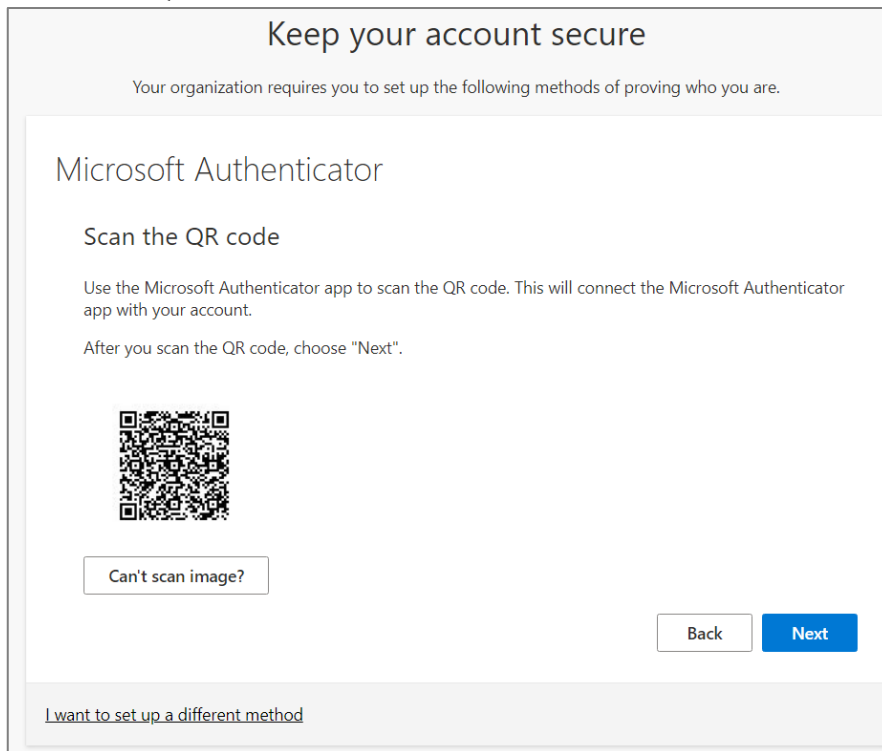 Keep your account secure
Your organization requires you to set up the following methods of proving who you are.
Microsoft Authenticator
Scan the QR code
Use the Microsoft Authenticator app to scan the QR code. This will connect the Microsoft Authenticator
app with your account.
After you scan the QR code, choose "Next".
Can't scan image?
Back
Next
I want to set up a different method